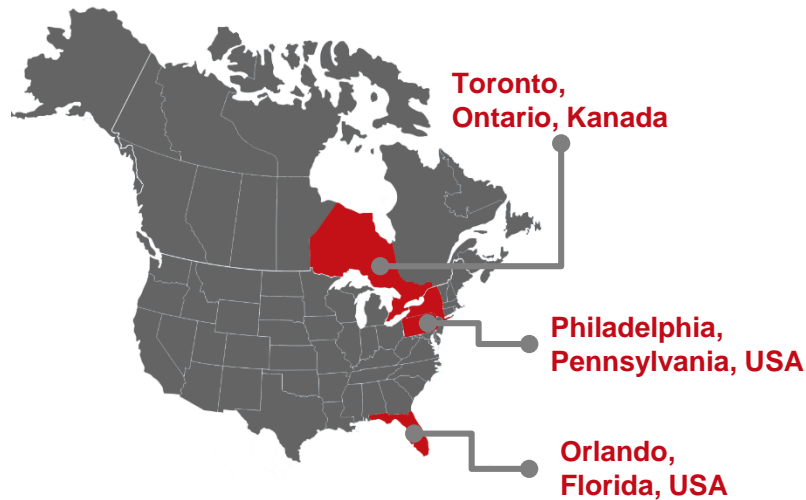 Toronto,
Ontario, Kanada
Philadelphia,
Pennsylvania, USA
Orlando,
Florida, USA